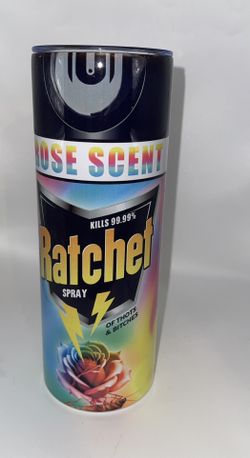 ROSE SCENT
KILLS 99.99%
Ratchet
SPRAY
OF THOTS
& BITCHES